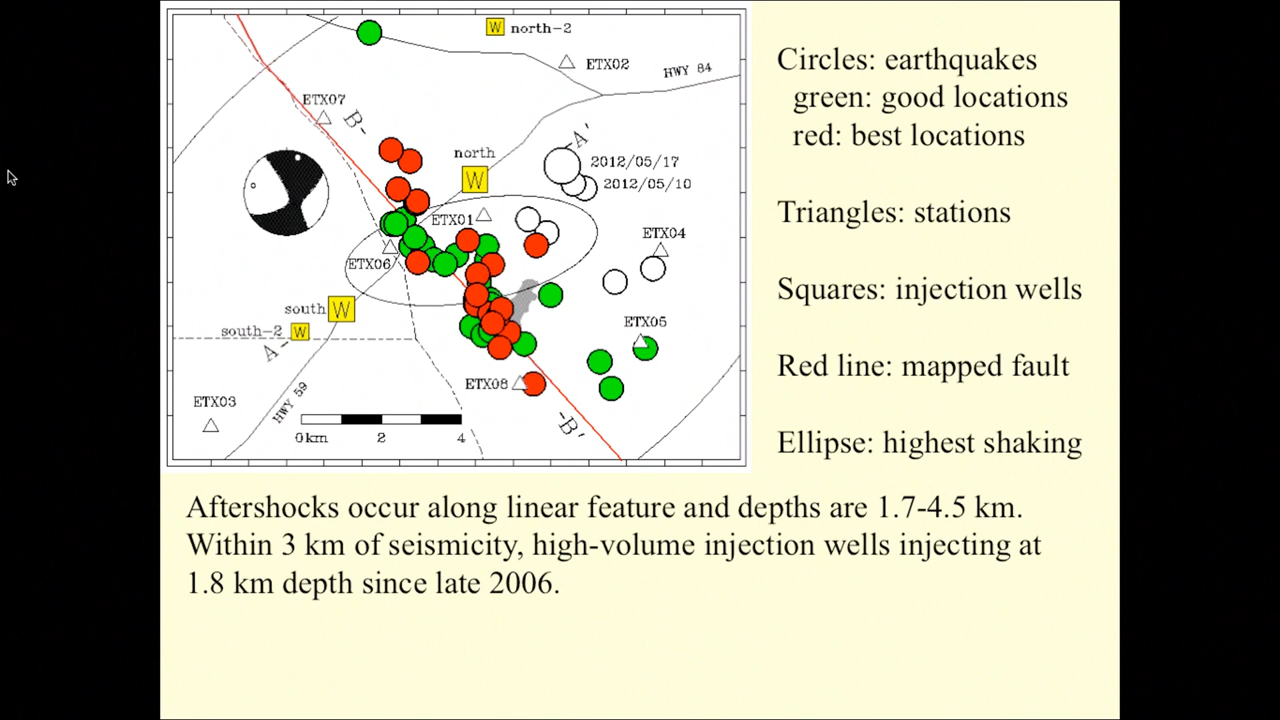 north-2
ETX02
HWY 84
ETX07
B-
-A'
north
2012/05/17
2012/05/10
ETX01
ETX04
ETX06
south
ETX05
south-2
A-
ETX08
ETX03
HWY 59
-B'
0km 2 4
W
W
W
W
Circles: earthquakes
green: good locations
red: best locations
Triangles: stations
Squares: injection wells
Red line: mapped fault
Ellipse: highest shaking
Aftershocks occur along linear feature and depths are 1.7-4.5 km.
Within 3 km of seismicity, high-volume injection wells injecting at
1.8 km depth since late 2006.